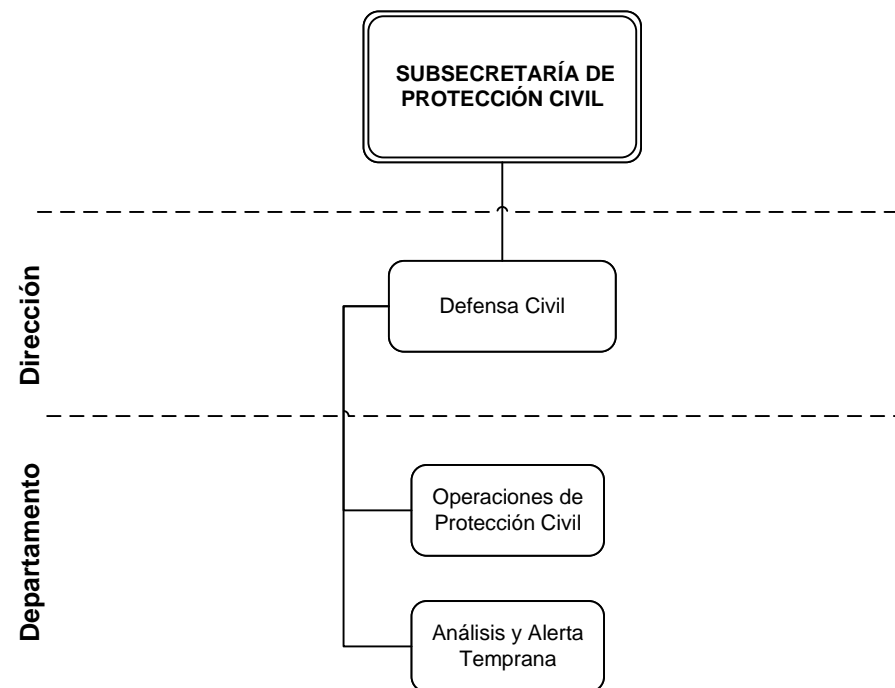 SUBSECRETARÍA DE
PROTECCIÓN CIVIL
Dirección
Defensa Civil
Departamento
Operaciones de
Protección Civil
Análisis y Alerta
Temprana